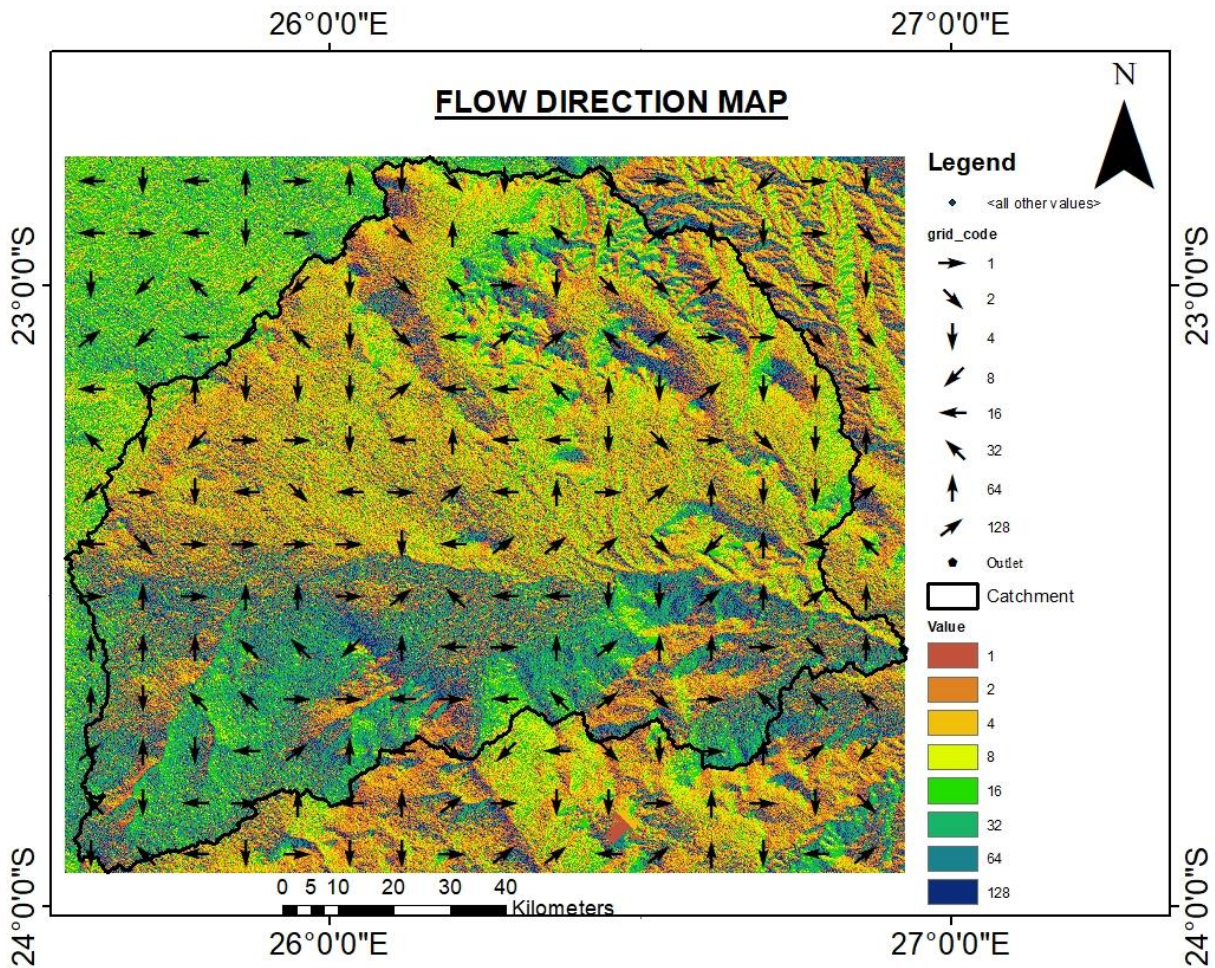 26°0'0"E 27°0'0"E
N
FLOW DIRECTION MAP
Legend
<all other values>
grid_code
1
2
4
8
16
32
64
128
Outlet
Catchment
Value
1
2
4
8
16
32
64
128
23°0'0"S 23°0'0"S
24°0'0"S 24°0'0"S
0 5 10 20 30 40
Kilometers
26°0'0"E 27°0'0"E